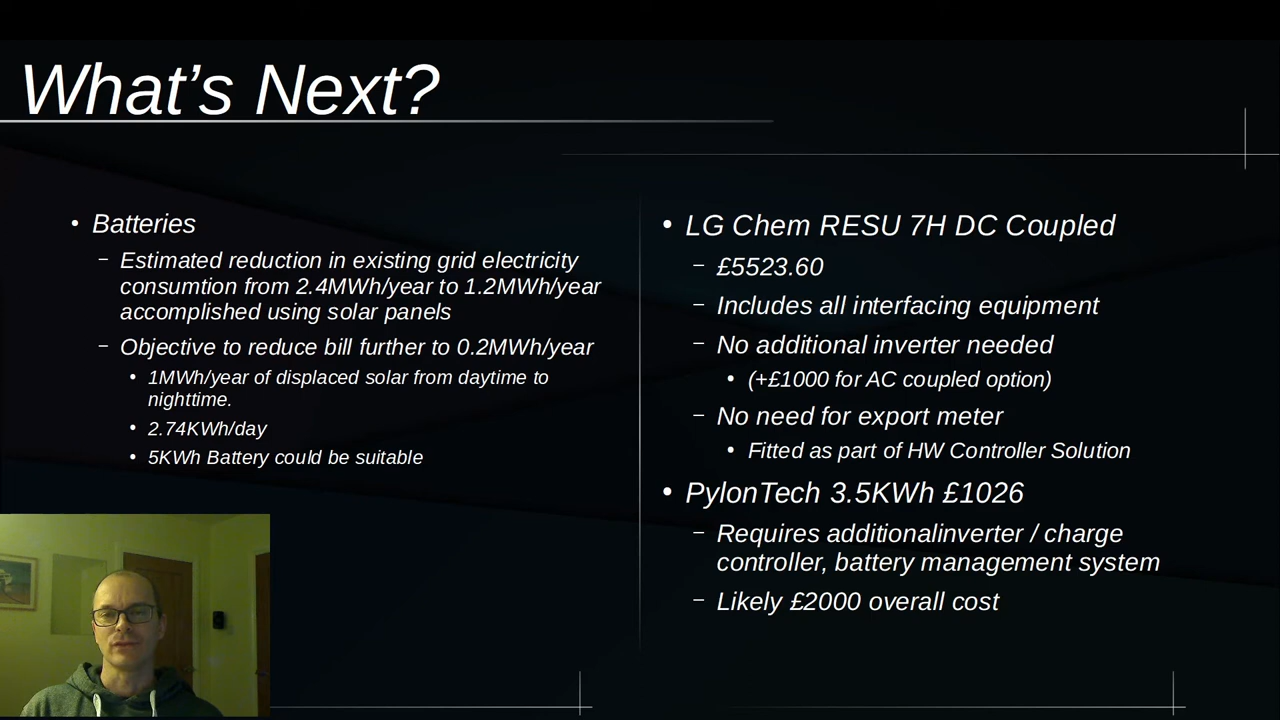 What's Next?
• Batteries
– Estimated reduction in existing grid electricity
consumtion from 2.4MWh/year to 1.2MWh/year
accomplished using solar panels
– Objective to reduce bill further to 0.2MWh/year
• 1MWh/year of displaced solar from daytime to
nighttime.
• 2.74KWh/day
• 5KWh Battery could be suitable
• LG Chem RESU 7H DC Coupled
– £5523.60
– Includes all interfacing equipment
– No additional inverter needed
• (+£1000 for AC coupled option)
– No need for export meter
• Fitted as part of HW Controller Solution
• PylonTech 3.5KWh £1026
– Requires additionalinverter / charge
controller, battery management system
– Likely £2000 overall cost